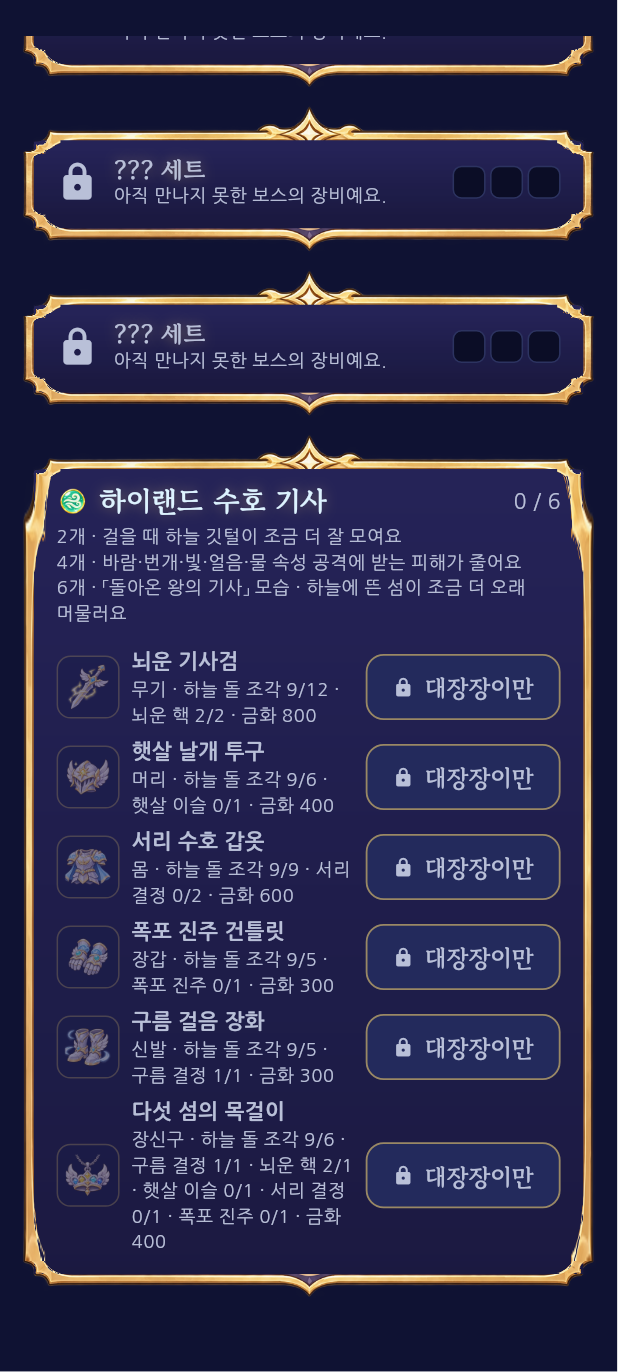 ??? 세트
아직 만나지 못한 보스의 장비예요.
??? 세트
아직 만나지 못한 보스의 장비예요.
하이랜드 수호 기사
0 / 6
2개 · 걸을 때 하늘 깃털이 조금 더 잘 모여요
4개 · 바람·번개·빛·얼음·물 속성 공격에 받는 피해가 줄어요
6개 · 「돌아온 왕의 기사」 모습 · 하늘에 뜬 섬이 조금 더 오래
머물러요
뇌운 기사검
무기 · 하늘 돌 조각 9/12 ·
뇌운 핵 2/2 · 금화 800
대장장이만
햇살 날개 투구
머리 · 하늘 돌 조각 9/6 ·
햇살 이슬 0/1 · 금화 400
대장장이만
서리 수호 갑옷
몸 · 하늘 돌 조각 9/9 · 서리
결정 0/2 · 금화 600
대장장이만
폭포 진주 건틀릿
장갑 · 하늘 돌 조각 9/5 ·
폭포 진주 0/1 · 금화 300
대장장이만
구름 걸음 장화
신발 · 하늘 돌 조각 9/5 ·
구름 결정 1/1 · 금화 300
대장장이만
다섯 섬의 목걸이
장신구 · 하늘 돌 조각 9/6 ·
구름 결정 1/1 · 뇌운 핵 2/1
· 햇살 이슬 0/1 · 서리 결정
0/1 · 폭포 진주 0/1 · 금화
400
대장장이만